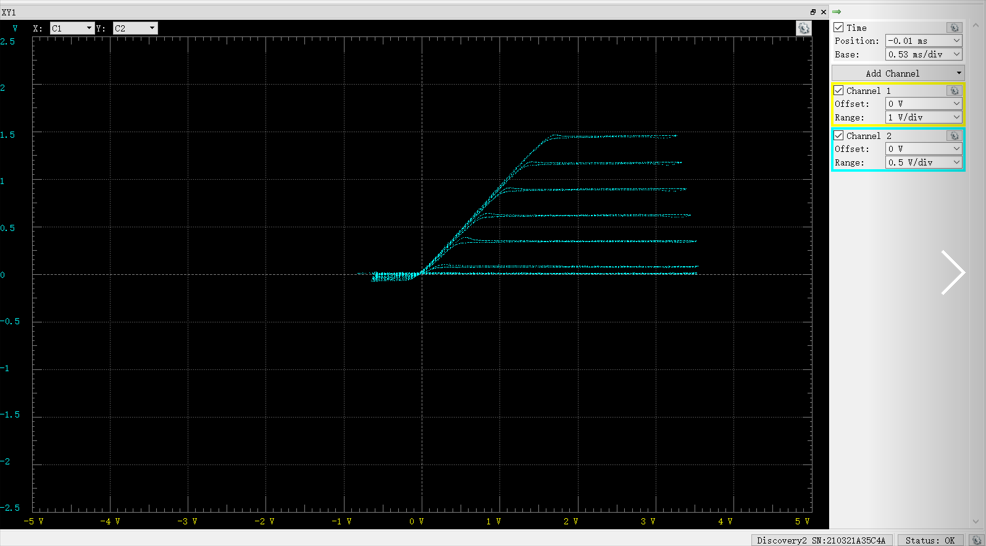 XY1
V X: C1 Y: C2
2.5
2
1.5
1
0.5
0
-0.5
-1
-1.5
-2
-2.5
-5 V -4 V -3 V -2 V -1 V 0 V 1 V 2 V 3 V 4 V 5 V
Time
Position: -0.01 ms
Base: 0.53 ms/div
Add Channel
Channel 1
Offset: 0 V
Range: 1 V/div
Channel 2
Offset: 0 V
Range: 0.5 V/div
Discovery2 SN:210321A35C4A Status: OK